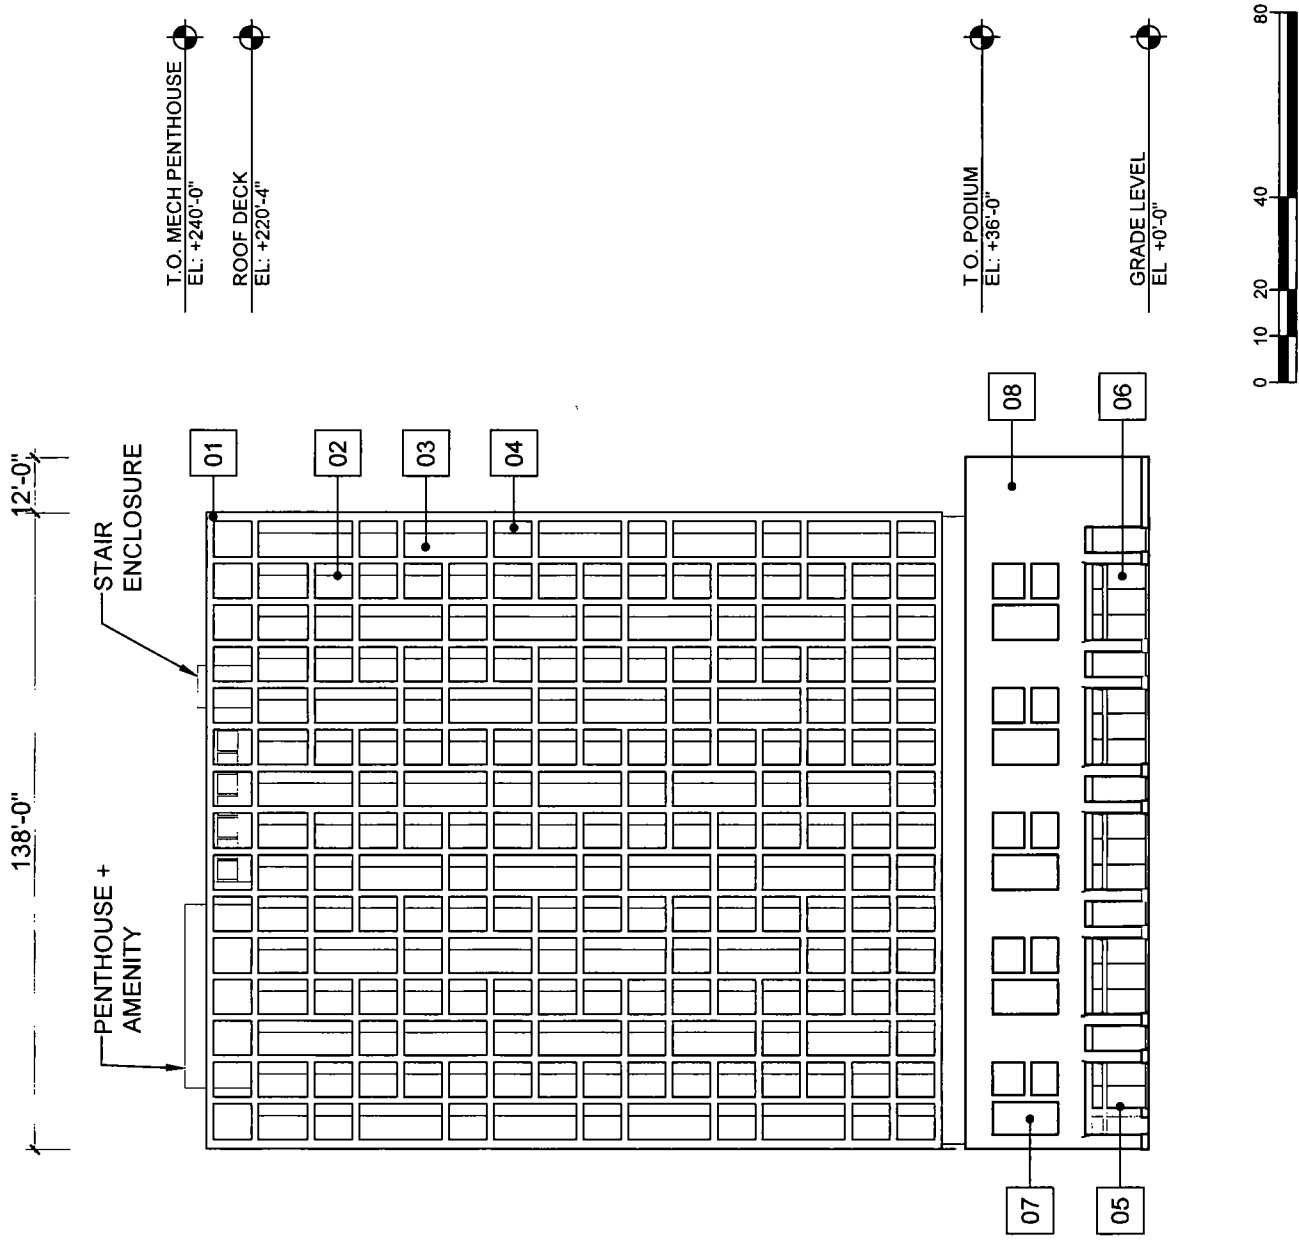 T.O. MECH PENTHOUSE
EL: +240'-0"
ROOF DECK
EL: +220'-4"
T O. PODIUM
EL: +36'-0"
GRADE LEVEL
EL +0'-0"
0 10 20 40 80
138'-0"
12'-0"
PENTHOUSE +
AMENITY
STAIR
ENCLOSURE
01
02
03
04
08
06
07
05